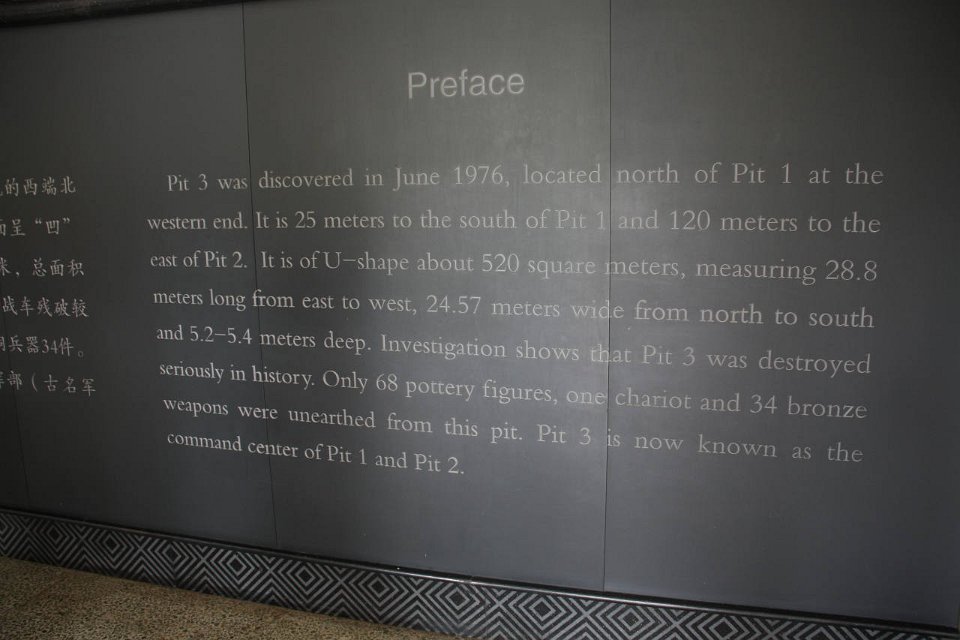 Preface
的西端北
面呈“凹”
米，总面积
战车残破较
铜兵器34件。
部（古名军
Pit 3 was discovered in June 1976, located north of Pit 1 at the
western end. It is 25 meters to the south of Pit 1 and 120 meters to the
east of Pit 2. It is of U-shape about 520 square meters, measuring 28.8
meters long from east to west, 24.57 meters wide from north to south
and 5.2-5.4 meters deep. Investigation shows that Pit 3 was destroyed
seriously in history. Only 68 pottery figures, one chariot and 34 bronze
weapons were unearthed from this pit. Pit 3 is now known as the
command center of Pit 1 and Pit 2.